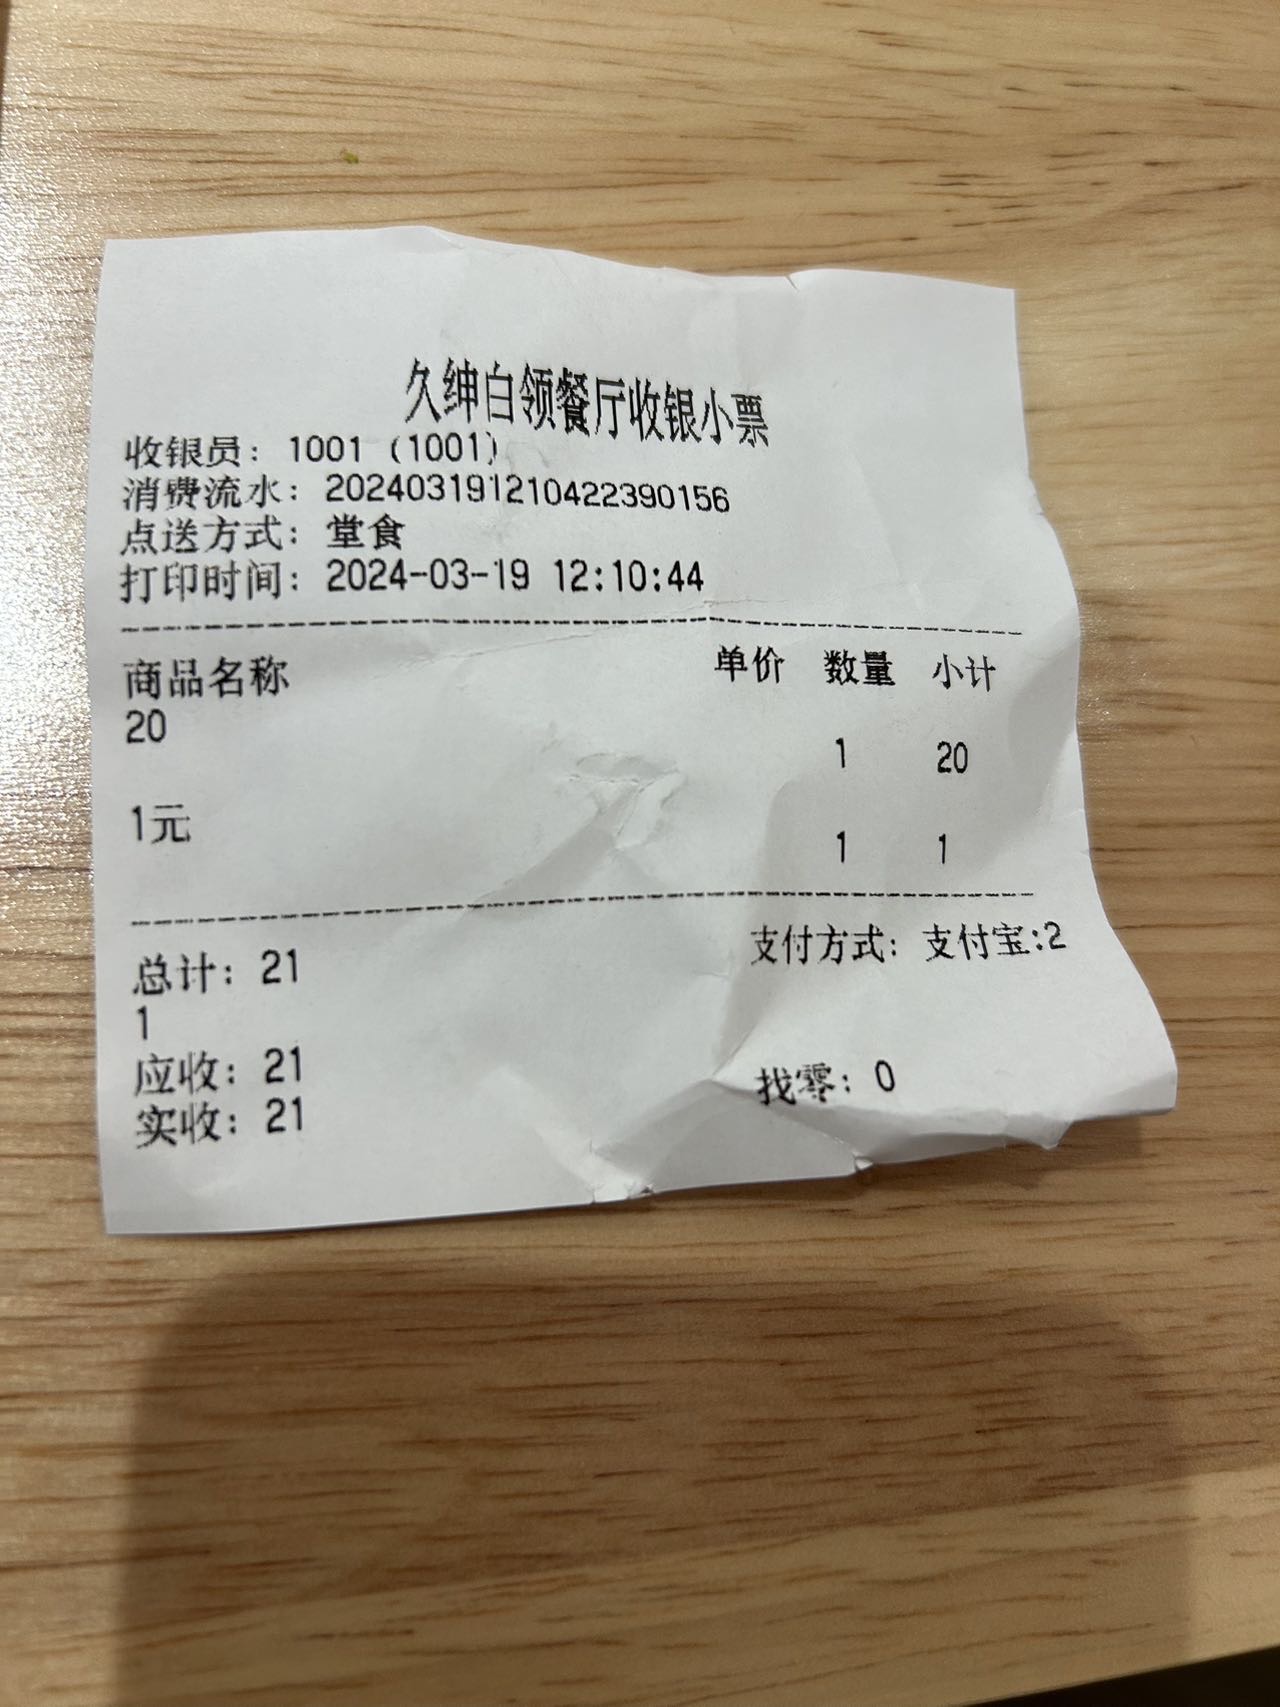 久绅白领餐厅收银小票
收银员：1001 (1001)
消费流水：20240319121042239​0156
点送方式：堂食
打印时间：2024-03-19 12:10:44
商品名称 单价 数量 小计
20
1 20
1元
1 1
总计：21 支付方式：支付宝:2
1
应收：21
实收：21 找零：0